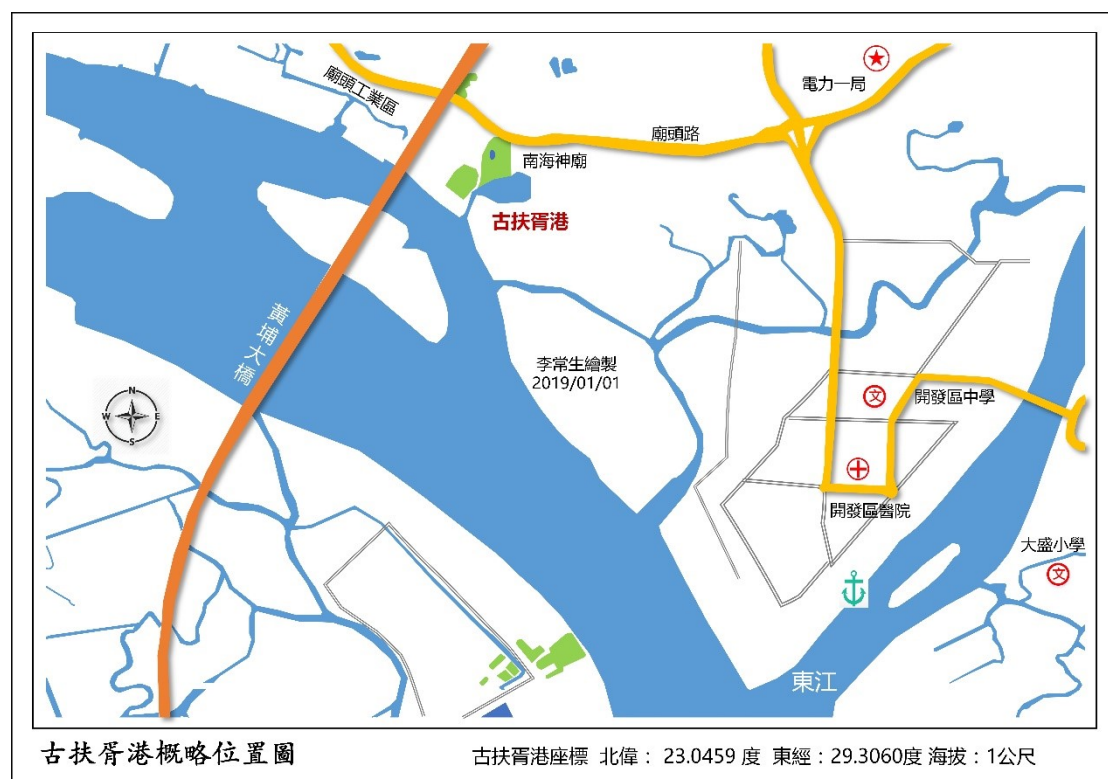 電力一局
廟頭工業區
廟頭路
南海神廟
古扶胥港
黃埔大橋
李常生繪製
2019/01/01
N
W
E
S
文
開發區中學
開發區醫院
大盛小學
文
東江
古扶胥港概略位置圖
古扶胥港座標 北偉： 23.0459 度 東經：29.3060度 海拔：1公尺